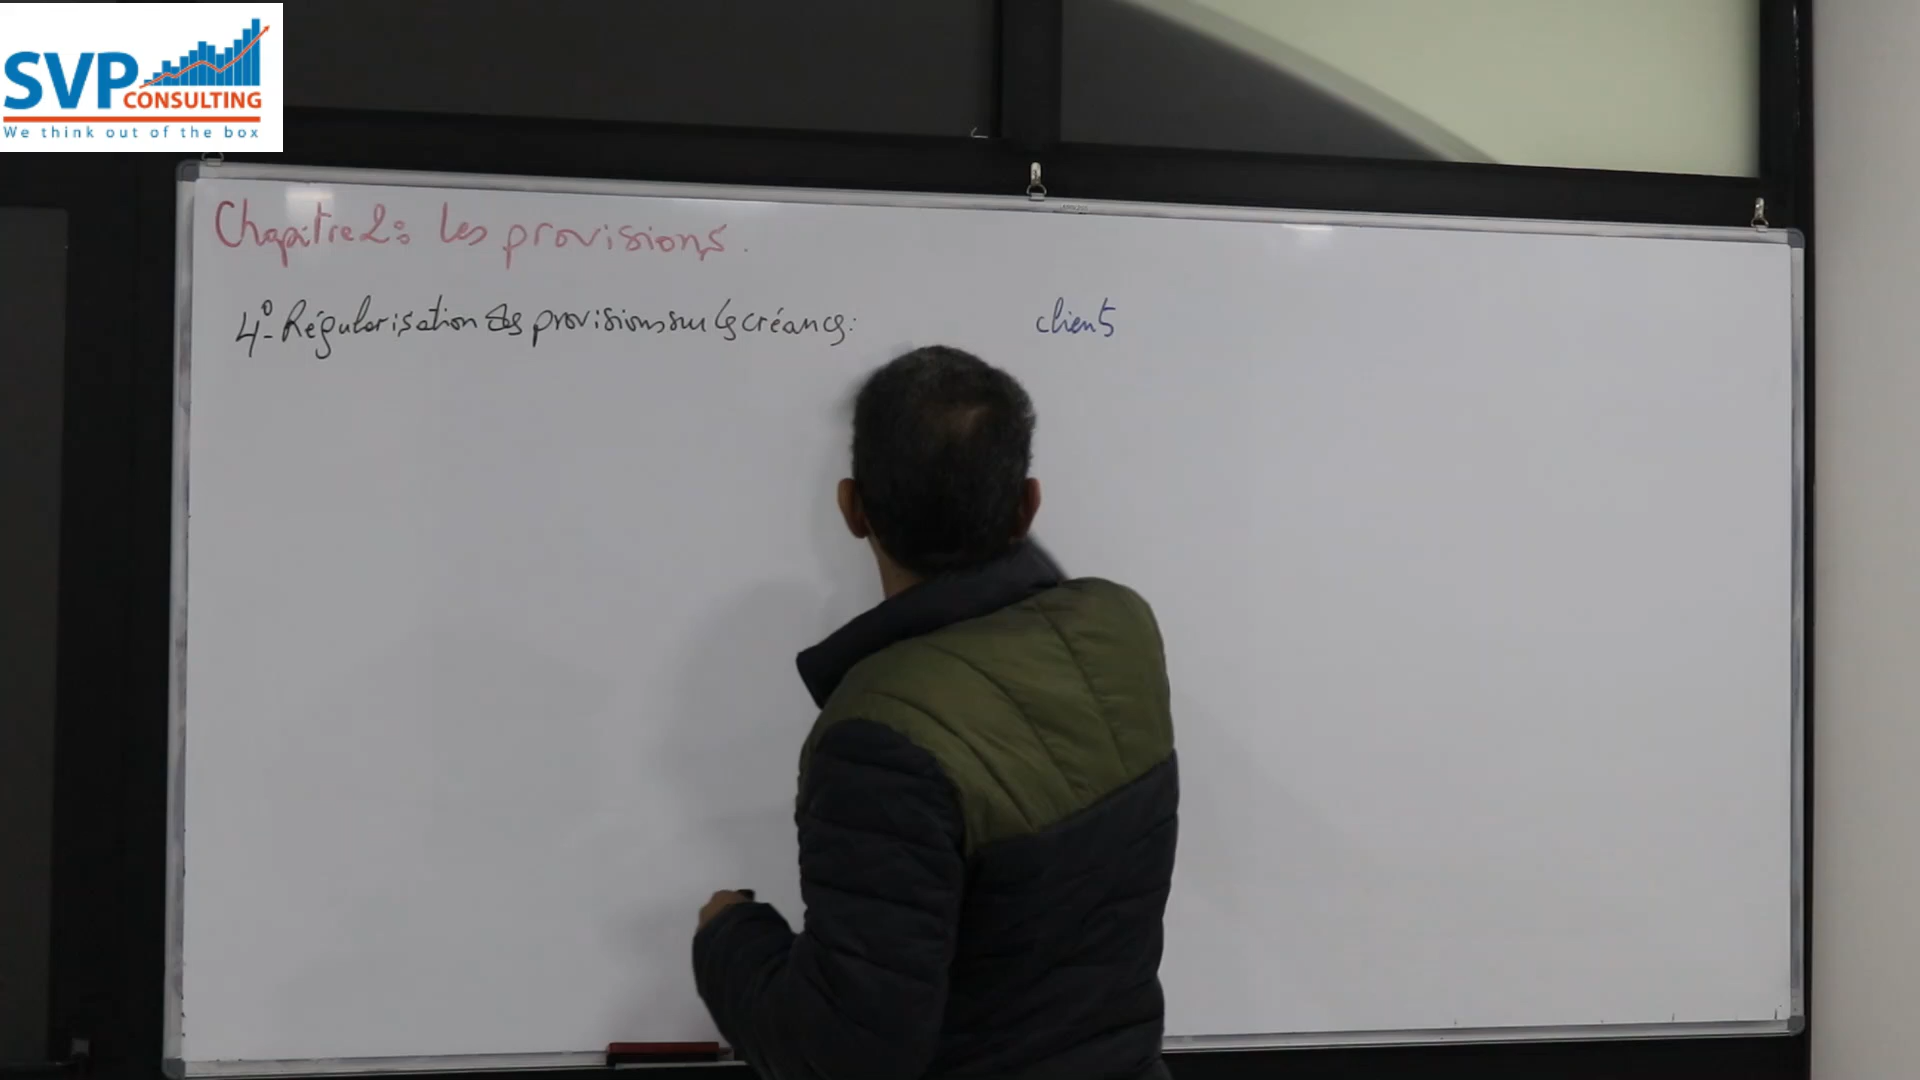 SVP
CONSULTING
We think out of the box
Chapitre 2: les provisions.
4°- Régularisation des provisions sur les créances: clients